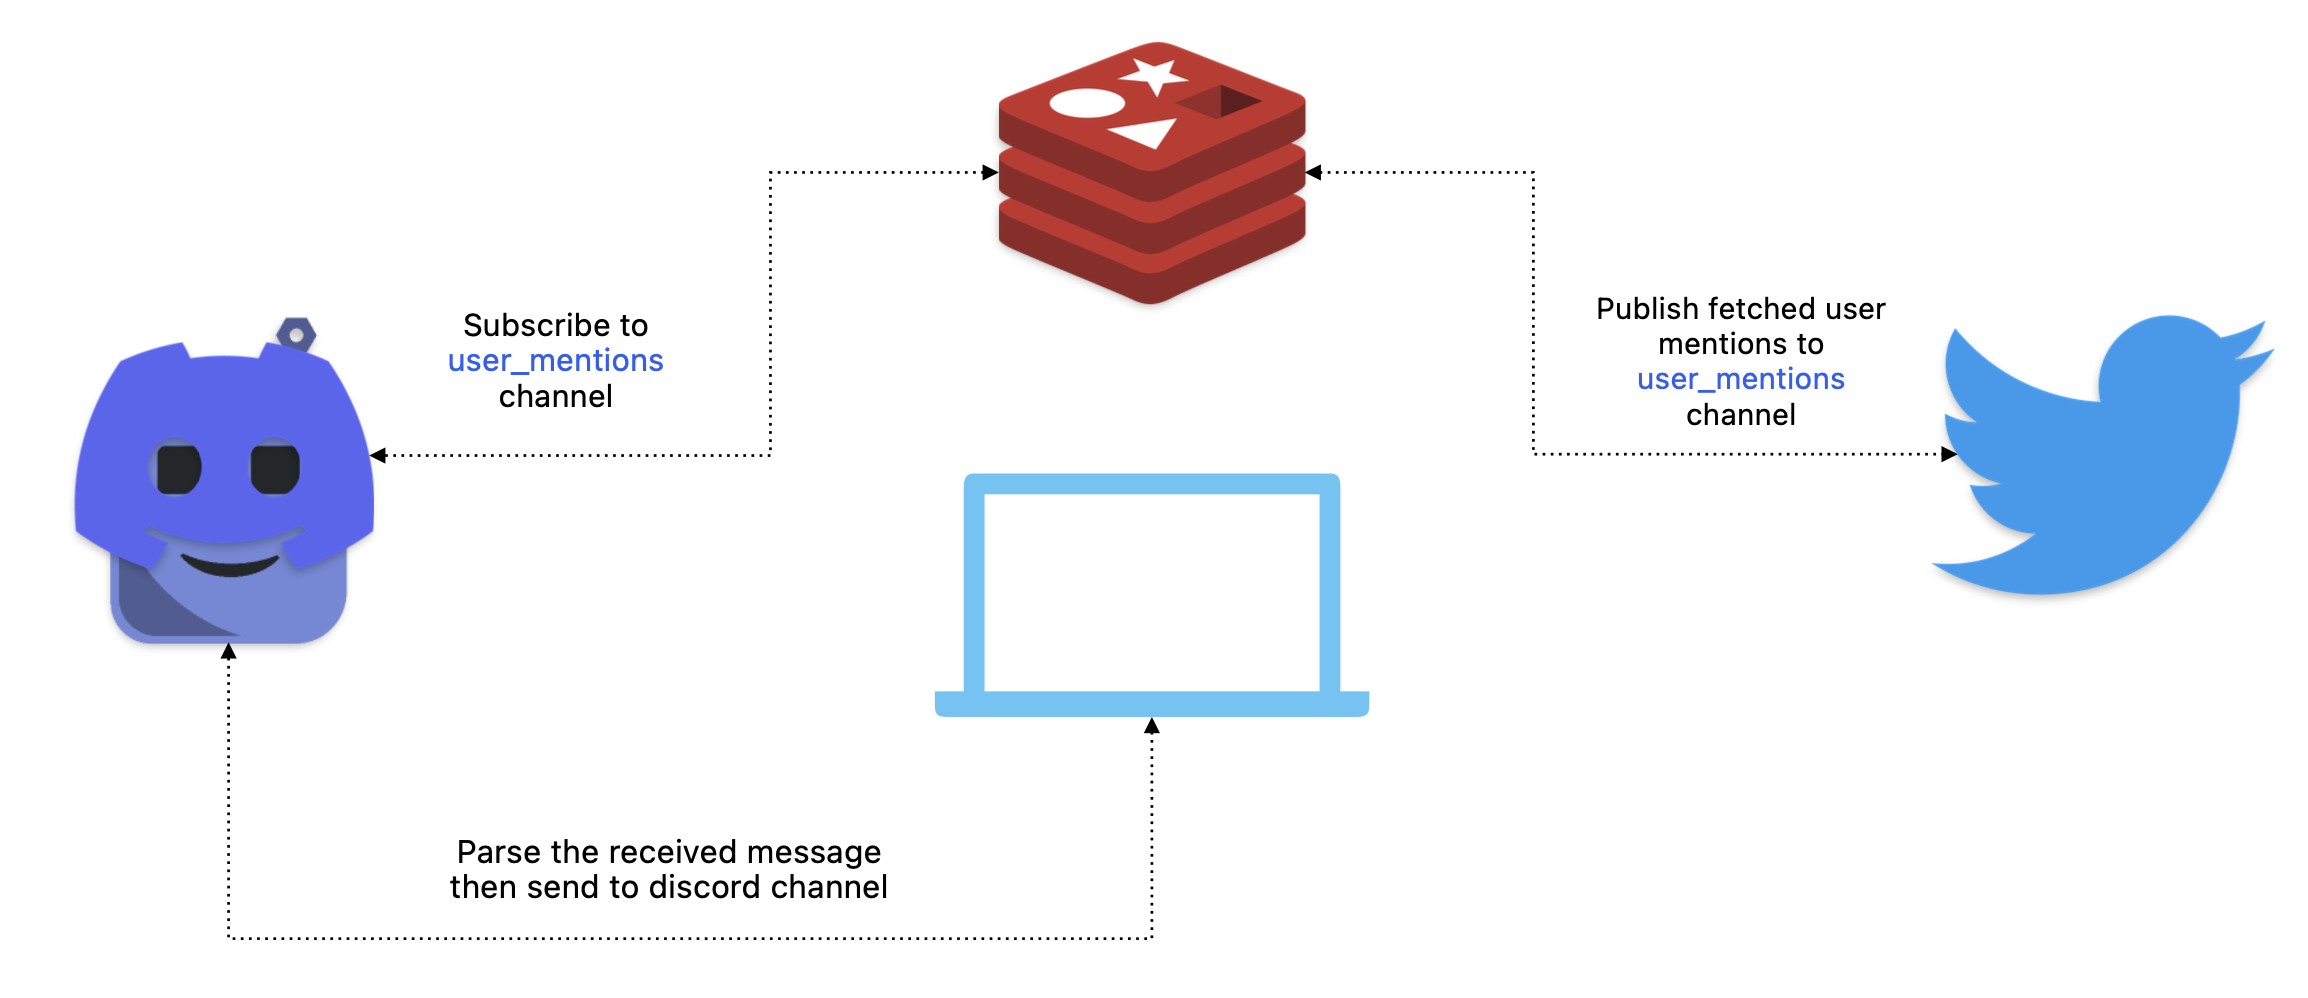 Subscribe to
user_mentions
channel
Publish fetched user
mentions to
user_mentions
channel
Parse the received message
then send to discord channel